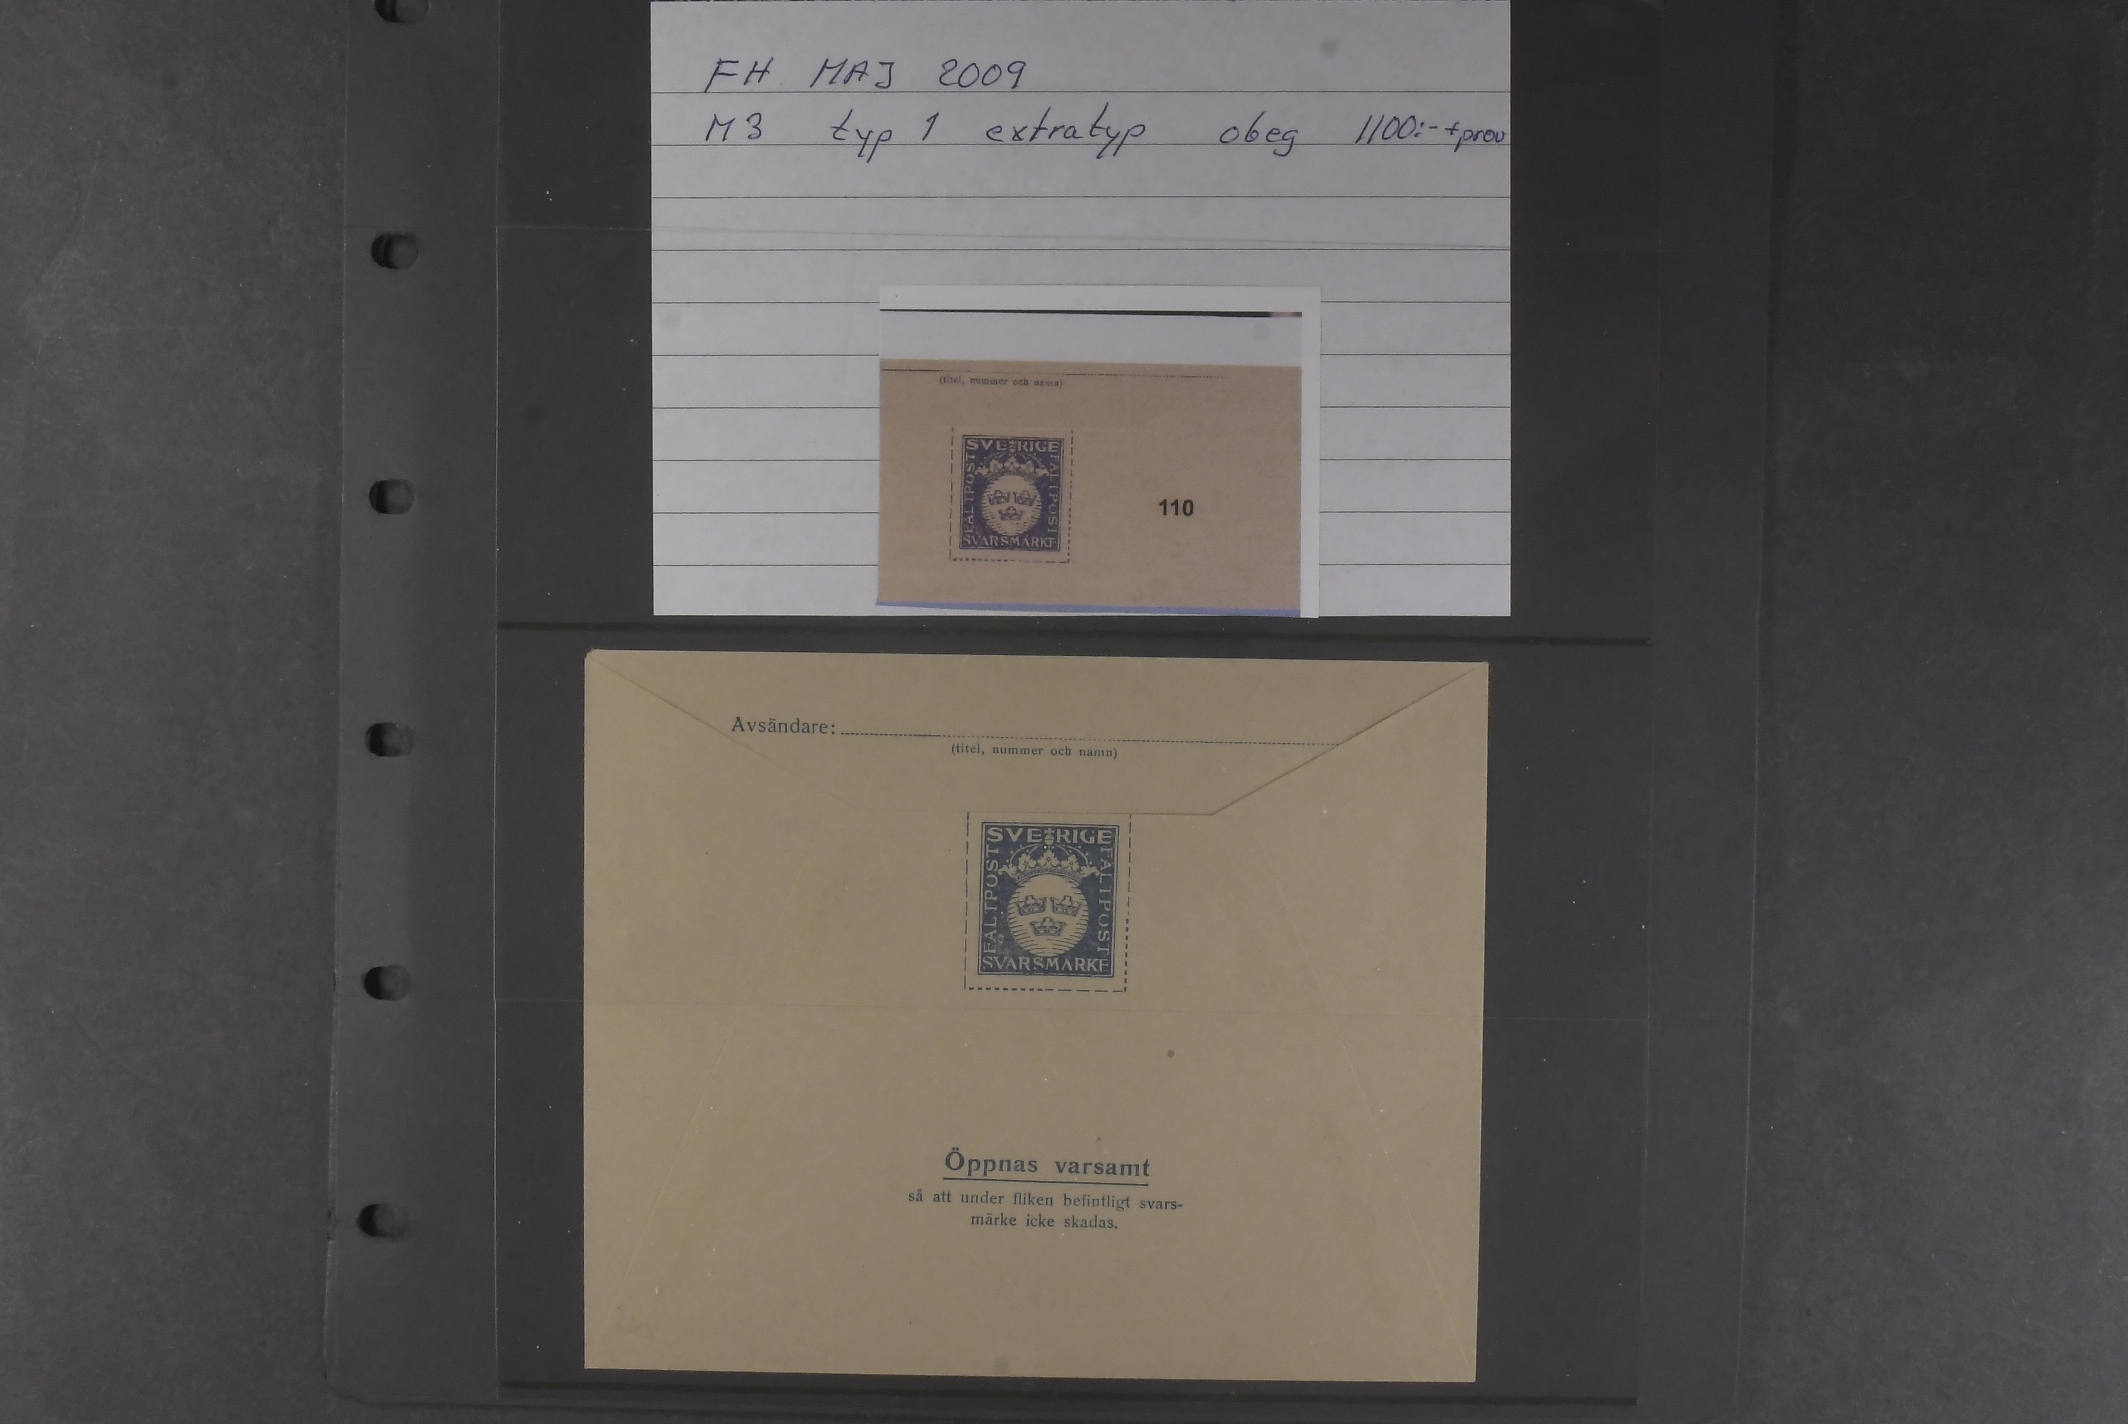 FH. MAJ 2009
M3 typ 1 extratyp obeg 1100:- + prov
(titel, nummer och namn)
SVERIGE
FÄLTPOST
FÄLTPOST
SVARSMÄRKE
110
Avsändare:
(titel, nummer och namn)
SVERIGE
FÄLTPOST
FÄLTPOST
SVARSMÄRKE
Öppnas varsamt
så att under fliken befintligt svars-
märke icke skadas.